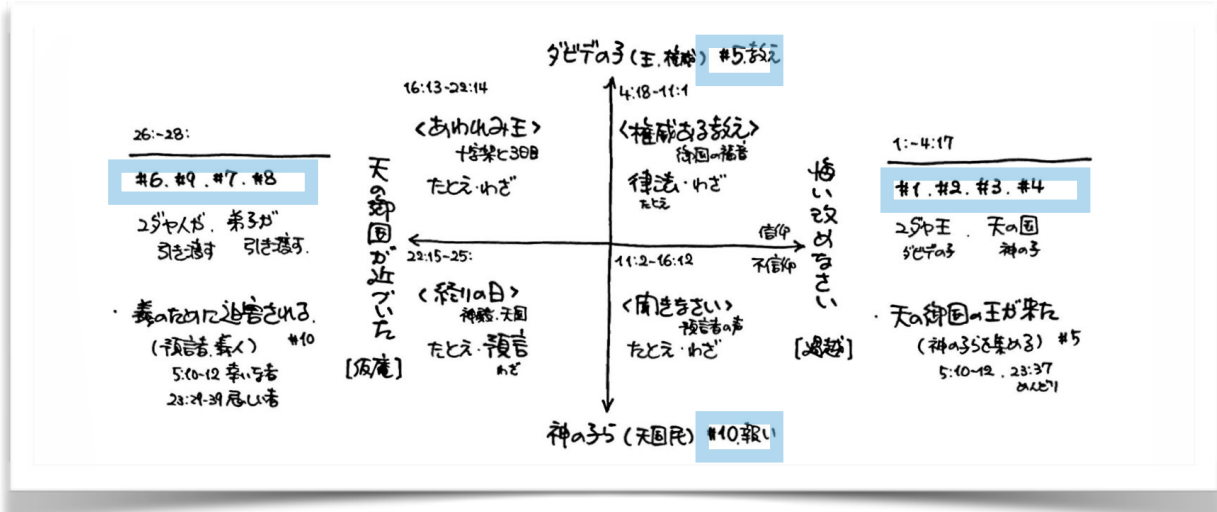 ダビデの子(王.権威) #5.教え
16:13-22:14
<あわれみ王>
十字架と3日目
たとえ・わざ
4:18-11:1
<権威ある教え>
御国の福音
律法・わざ
たとえ
26:-28:
#6. #9. #7. #8
ユダヤ人が. 弟子が
引き渡す 引き渡す.
・義のために迫害される.
(預言者.義人) #10
5:10-12 幸いな者
23:29-39 忌しい者
天の御国が近づいた
[仮庵]
信仰
不信仰
22:15-25:
<終りの日>
神殿.天国
たとえ・預言
わざ
11:2-16:12
<聞きなさい>
預言者の声
たとえ・わざ
悔い改めなさい
[過越]
1:-4:17
#1. #2. #3. #4
ユダヤ王 . 天の国
ダビデの子 神の子
・天の御国の王が来た
(神の子らを集める) #5
5:10-12. 23:37
めんどり
神の子ら(天国民) #10.報い